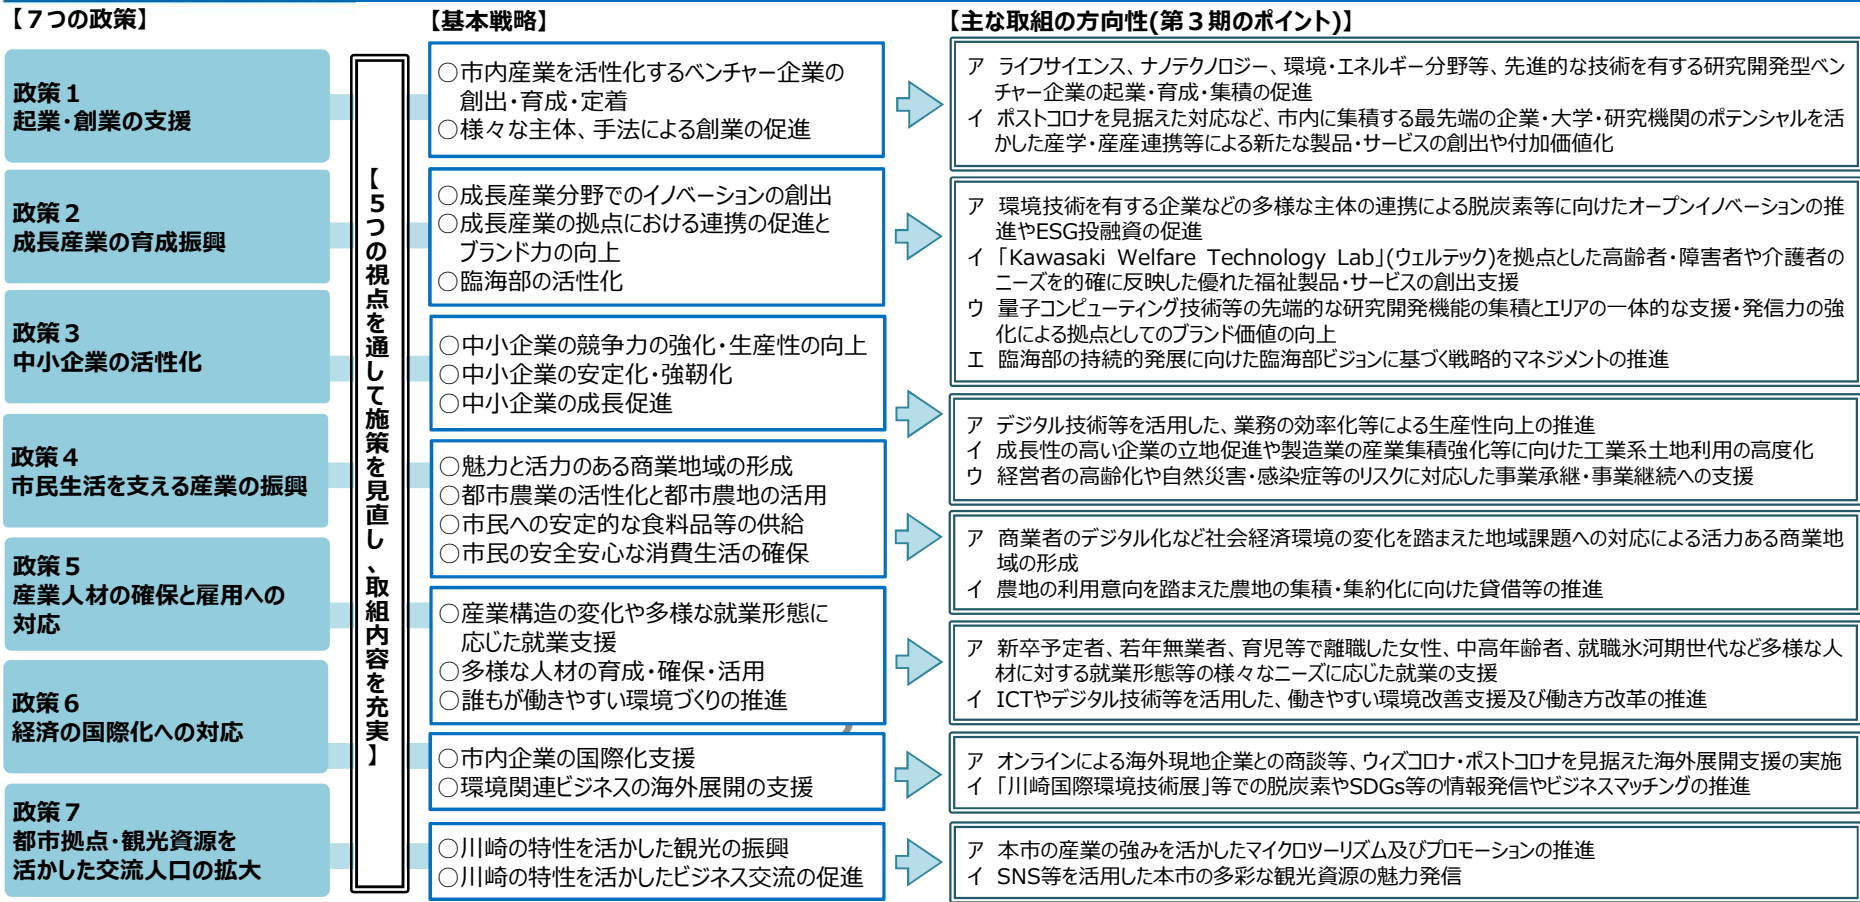 【７つの政策】
政策１
起業・創業の支援
政策２
成長産業の育成振興
政策３
中小企業の活性化
政策４
市民生活を支える産業の振興
政策５
産業人材の確保と雇用への
対応
政策６
経済の国際化への対応
政策７
都市拠点・観光資源を
活かした交流人口の拡大
【５つの視点を通して施策を見直し、取組内容を充実】
【基本戦略】
○市内産業を活性化するベンチャー企業の
創出・育成・定着
○様々な主体、手法による創業の促進
○成長産業分野でのイノベーションの創出
○成長産業の拠点における連携の促進と
ブランド力の向上
○臨海部の活性化
○中小企業の競争力の強化・生産性の向上
○中小企業の安定化・強靭化
○中小企業の成長促進
○魅力と活力のある商業地域の形成
○都市農業の活性化と都市農地の活用
○市民への安定的な食料品等の供給
○市民の安全安心な消費生活の確保
○産業構造の変化や多様な就業形態に
応じた就業支援
○多様な人材の育成・確保・活用
○誰もが働きやすい環境づくりの推進
○市内企業の国際化支援
○環境関連ビジネスの海外展開の支援
○川崎の特性を活かした観光の振興
○川崎の特性を活かしたビジネス交流の促進
【主な取組の方向性(第３期のポイント)】
ア ライフサイエンス、ナノテクノロジー、環境・エネルギー分野等、先進的な技術を有する研究開発型ベン
チャー企業の起業・育成・集積の促進
イ ポストコロナを見据えた対応など、市内に集積する最先端の企業・大学・研究機関のポテンシャルを活
かした産学・産産連携等による新たな製品・サービスの創出や付加価値化
ア 環境技術を有する企業などの多様な主体の連携による脱炭素等に向けたオープンイノベーションの推
進やESG投融資の促進
イ 「Kawasaki Welfare Technology Lab」(ウェルテック)を拠点とした高齢者・障害者や介護者の
ニーズを的確に反映した優れた福祉製品・サービスの創出支援
ウ 量子コンピューティング技術等の先端的な研究開発機能の集積とエリアの一体的な支援・発信力の強
化による拠点としてのブランド価値の向上
エ 臨海部の持続的発展に向けた臨海部ビジョンに基づく戦略的マネジメントの推進
ア デジタル技術等を活用した、業務の効率化等による生産性向上の推進
イ 成長性の高い企業の立地促進や製造業の産業集積強化等に向けた工業系土地利用の高度化
ウ 経営者の高齢化や自然災害・感染症等のリスクに対応した事業承継・事業継続への支援
ア 商業者のデジタル化など社会経済環境の変化を踏まえた地域課題への対応による活力ある商業地
域の形成
イ 農地の利用意向を踏まえた農地の集積・集約化に向けた貸借等の推進
ア 新卒予定者、若年無業者、育児等で離職した女性、中高年齢者、就職氷河期世代など多様な人
材に対する就業形態等の様々なニーズに応じた就業の支援
イ ICTやデジタル技術等を活用した、働きやすい環境改善支援及び働き方改革の推進
ア オンラインによる海外現地企業との商談等、ウィズコロナ・ポストコロナを見据えた海外展開支援の実施
イ 「川崎国際環境技術展」等での脱炭素やSDGs等の情報発信やビジネスマッチングの推進
ア 本市の産業の強みを活かしたマイクロツーリズム及びプロモーションの推進
イ SNS等を活用した本市の多彩な観光資源の魅力発信